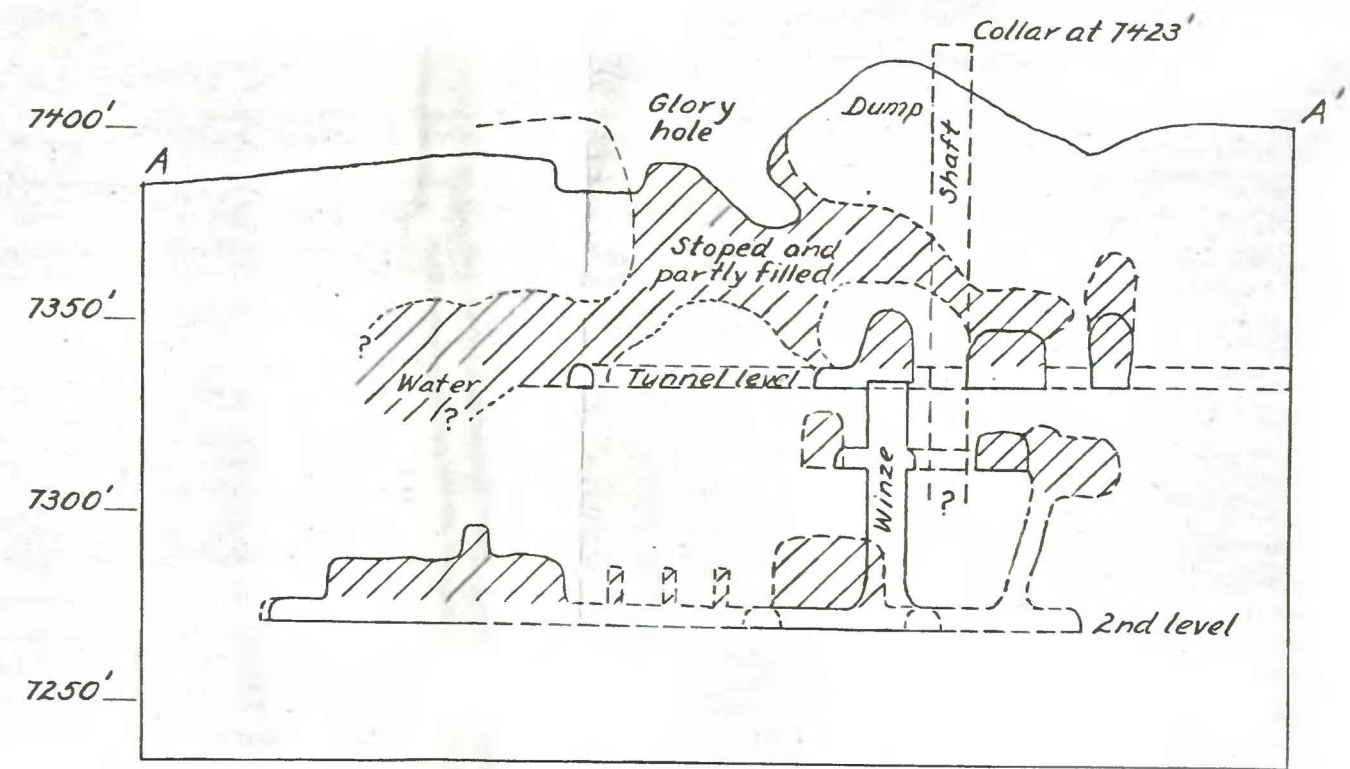 Collar at 7423'
7400'
Glory
hole
Dump
A
A'
Shaft
Stoped and
partly filled
7350'
?
Water
?
Tunnel level
Winze
7300'
?
2nd level
7250'